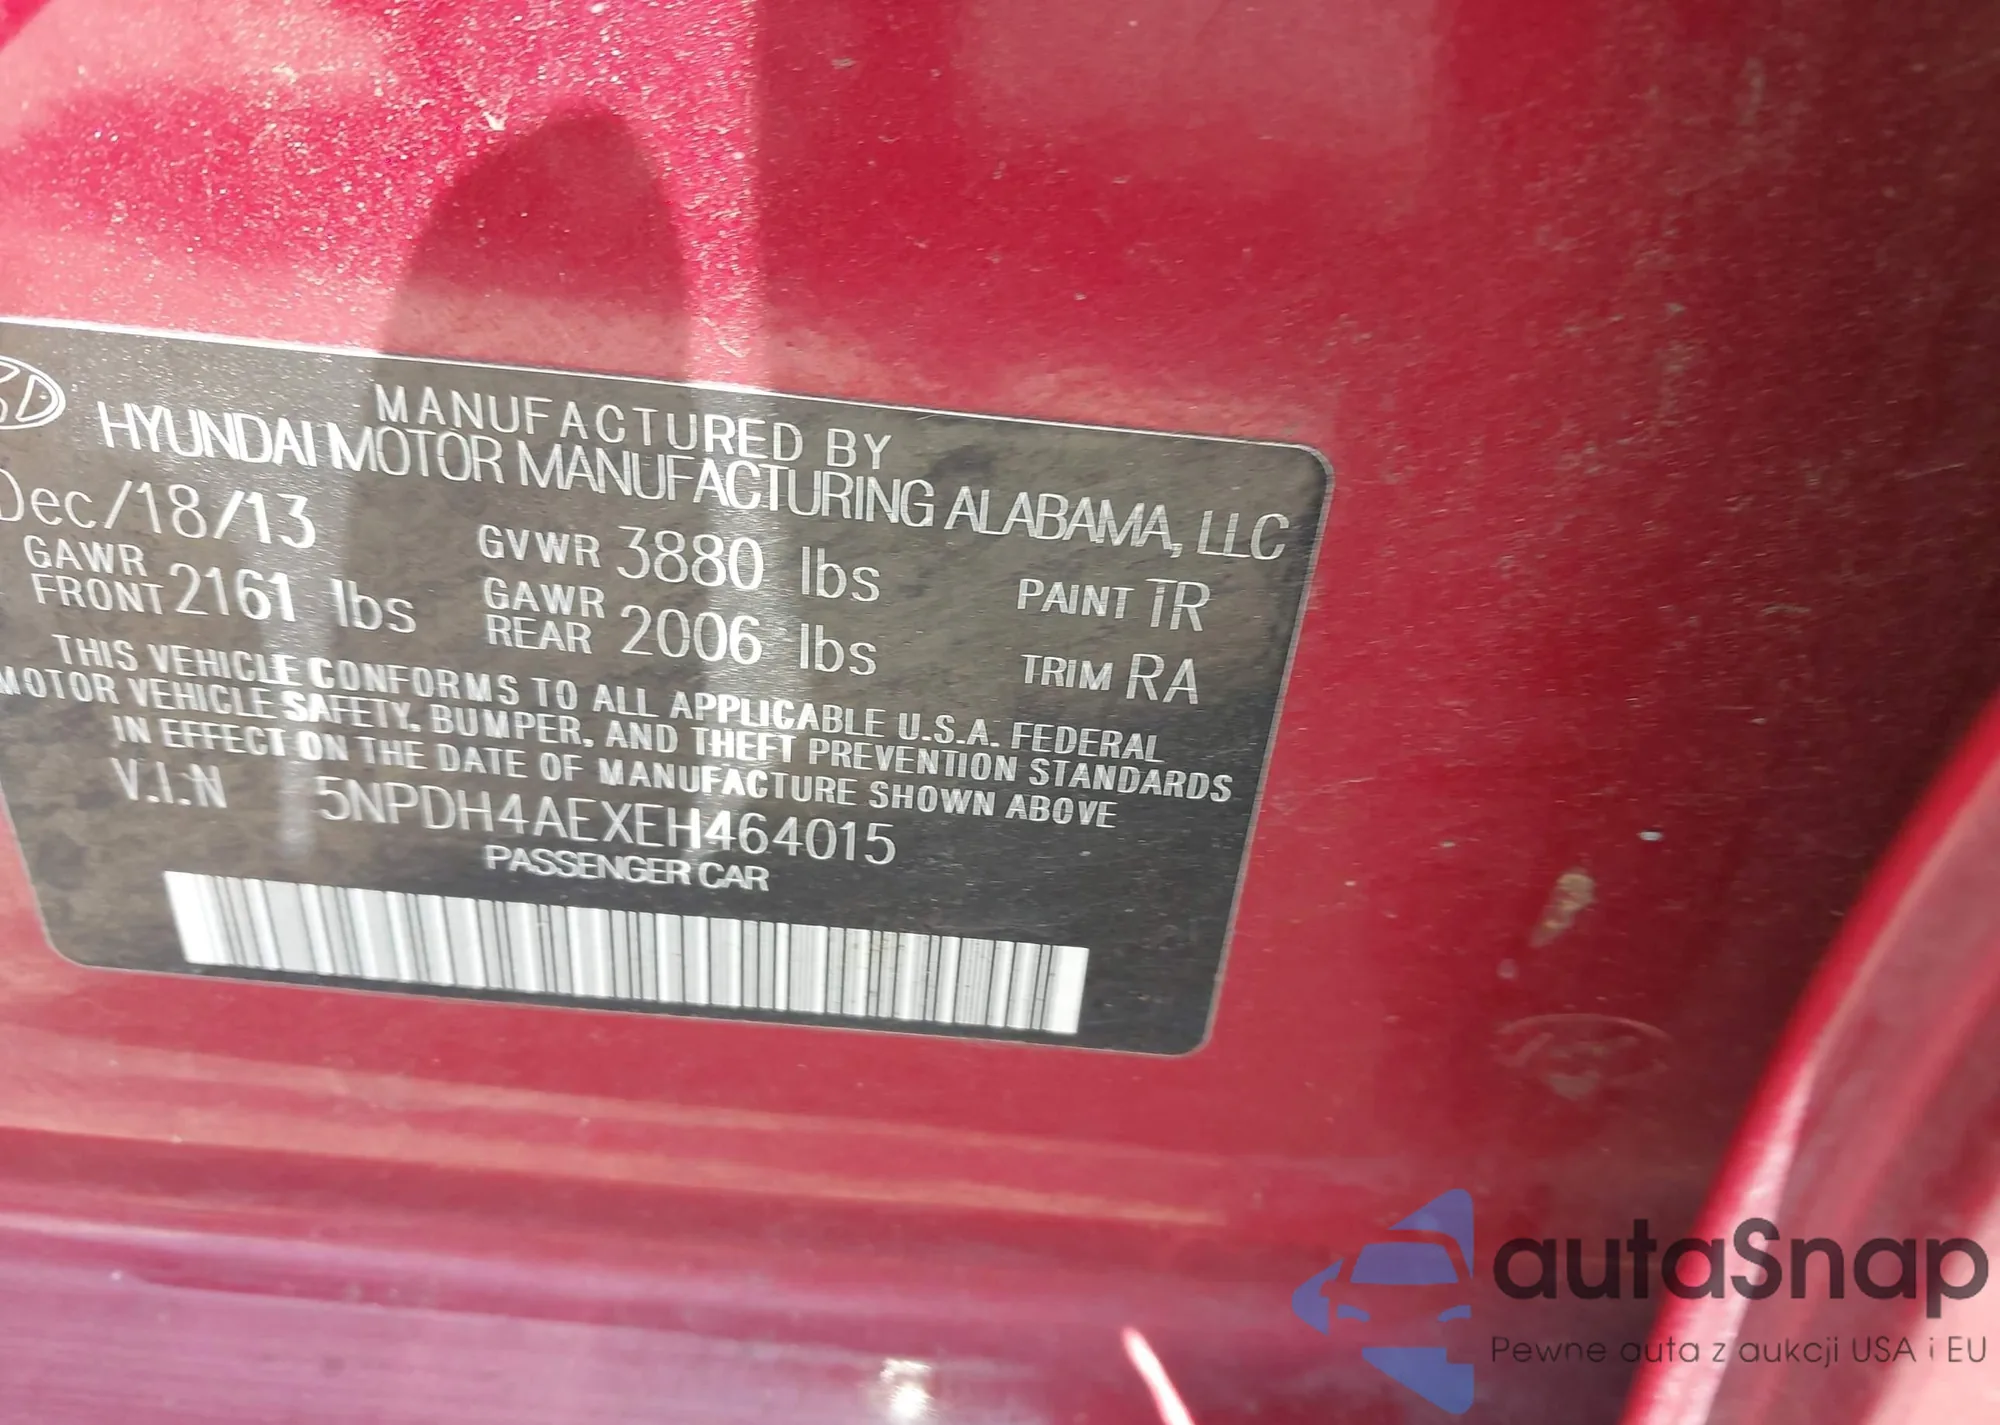 MANUFACTURED BY
HYUNDAI MOTOR MANUFACTURING ALABAMA, LLC
Dec/18/13 GVWR 3880 lbs PAINT TR
GAWR FRONT 2161 lbs GAWR REAR 2006 lbs TRIM RA
THIS VEHICLE CONFORMS TO ALL APPLICABLE U.S.A. FEDERAL
MOTOR VEHICLE SAFETY, BUMPER, AND THEFT PREVENTION STANDARDS
IN EFFECT ON THE DATE OF MANUFACTURE SHOWN ABOVE
V.I.N 5NPDH4AEXEH464015
PASSENGER CAR
autaSnap
Pewne auta z aukcji USA i EU